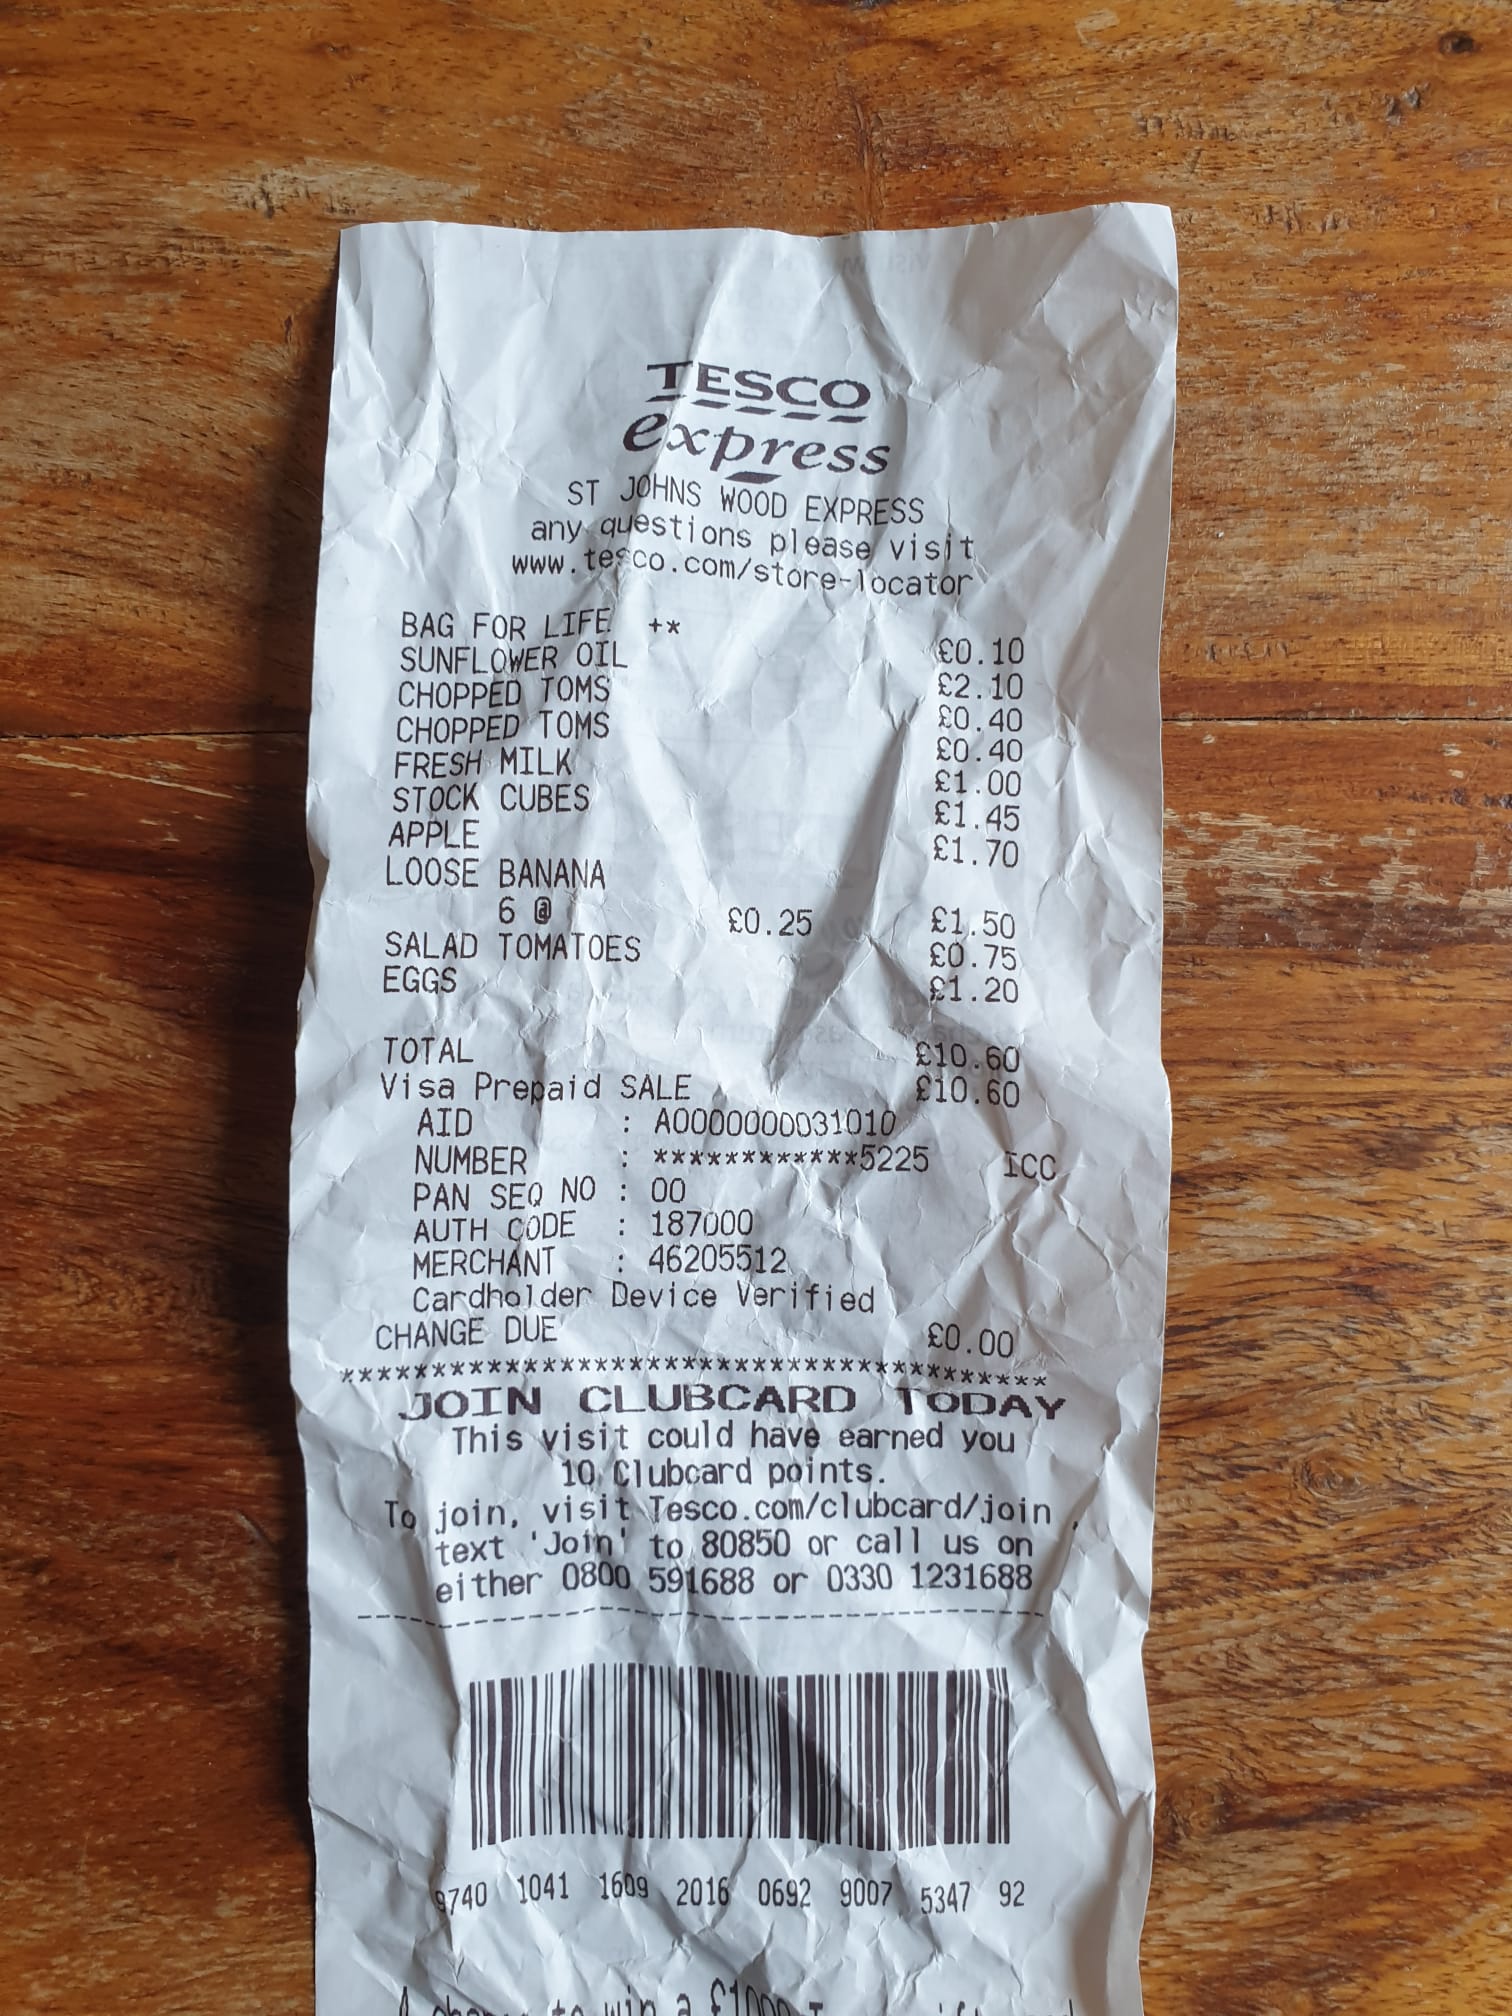 TESCO
express
ST JOHNS WOOD EXPRESS
any questions please visit
www.tesco.com/store-locator
BAG FOR LIFE +* £0.10
SUNFLOWER OIL £2.10
CHOPPED TOMS £0.40
CHOPPED TOMS £0.40
FRESH MILK £1.00
STOCK CUBES £1.45
APPLE £1.70
LOOSE BANANA
6 @ £0.25 £1.50
SALAD TOMATOES £0.75
EGGS £1.20
TOTAL £10.60
Visa Prepaid SALE £10.60
AID : A0000000031010
NUMBER : ************5225 ICC
PAN SEQ NO : 00
AUTH CODE : 187000
MERCHANT : 46205512
Cardholder Device Verified
CHANGE DUE £0.00
***************************************
JOIN CLUBCARD TODAY
This visit could have earned you
10 Clubcard points.
To join, visit Tesco.com/clubcard/join ,
text 'Join' to 80850 or call us on
either 0800 591688 or 0330 1231688
9740 1041 1609 2016 0692 9007 5347 92
A chance to win a